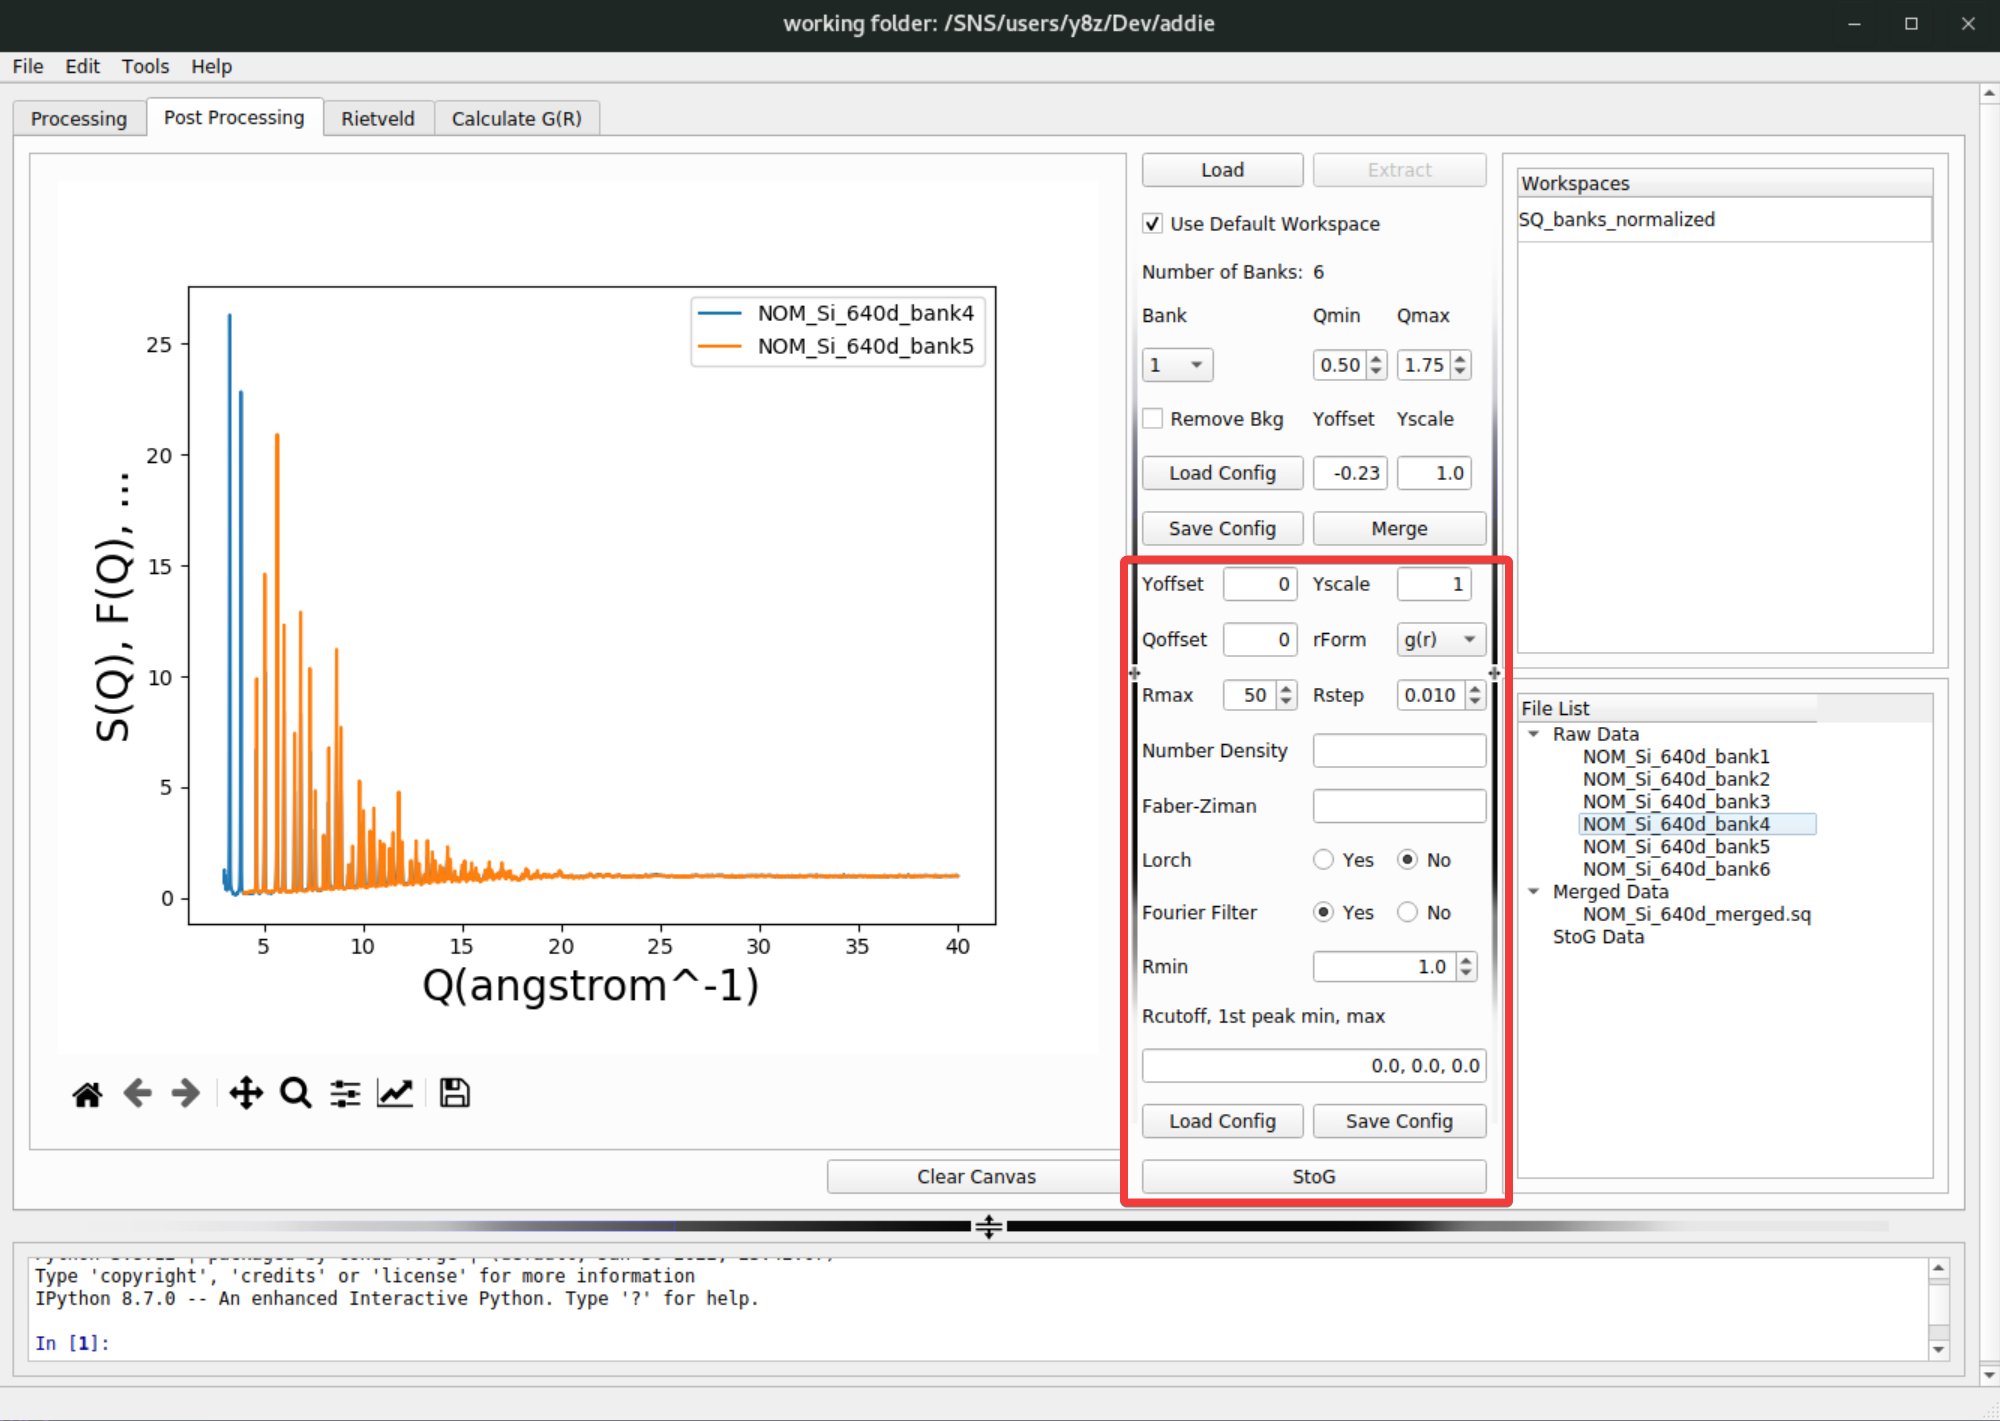 working folder: /SNS/users/y8z/Dev/addie
File Edit Tools Help
Processing Post Processing Rietveld Calculate G(R)
S(Q), F(Q), ...
25
20
15
10
5
0
NOM_Si_640d_bank4
NOM_Si_640d_bank5
5 10 15 20 25 30 35 40
Q(angstrom^-1)
Clear Canvas
Load Extract
Use Default Workspace
Number of Banks: 6
Bank Qmin Qmax
1 0.50 1.75
Remove Bkg Yoffset Yscale
Load Config -0.23 1.0
Save Config Merge
Yoffset 0 Yscale 1
Qoffset 0 rForm g(r)
Rmax 50 Rstep 0.010
Number Density
Faber-Ziman
Lorch Yes No
Fourier Filter Yes No
Rmin 1.0
Rcutoff, 1st peak min, max
0.0, 0.0, 0.0
Load Config Save Config
StoG
Workspaces
SQ_banks_normalized
File List
Raw Data
NOM_Si_640d_bank1
NOM_Si_640d_bank2
NOM_Si_640d_bank3
NOM_Si_640d_bank4
NOM_Si_640d_bank5
NOM_Si_640d_bank6
Merged Data
NOM_Si_640d_merged.sq
StoG Data
Type 'copyright', 'credits' or 'license' for more information
IPython 8.7.0 -- An enhanced Interactive Python. Type '?' for help.
In [1]: